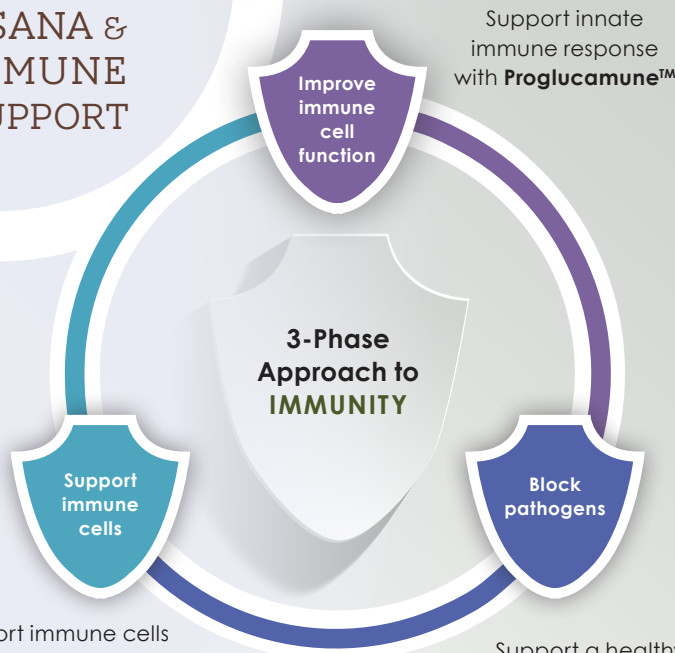 SANA &
MUNE
UPPORT
Support innate
immune response
with Proglucamune™
Improve
immune
cell
function
3-Phase
Approach to
IMMUNITY
Support
immune
cells
Block
pathogens
ort immune cells
Support a healthy